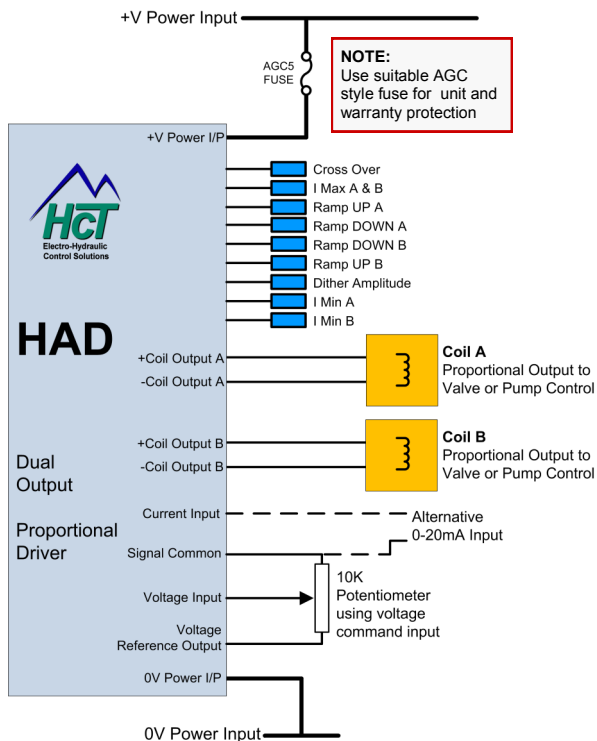 +V Power Input
AGC5
FUSE
NOTE:
Use suitable AGC
style fuse for unit and
warranty protection
+V Power I/P
HcT
Electro-Hydraulic
Control Solutions
Cross Over
I Max A & B
Ramp UP A
Ramp DOWN A
Ramp DOWN B
Ramp UP B
Dither Amplitude
I Min A
I Min B
HAD
+Coil Output A
-Coil Output A
Coil A
Proportional Output to
Valve or Pump Control
+Coil Output B
-Coil Output B
Coil B
Proportional Output to
Valve or Pump Control
Dual
Output
Proportional
Driver
Current Input
Alternative
0-20mA Input
Signal Common
10K
Potentiometer
using voltage
command input
Voltage Input
Voltage
Reference Output
0V Power I/P
0V Power Input